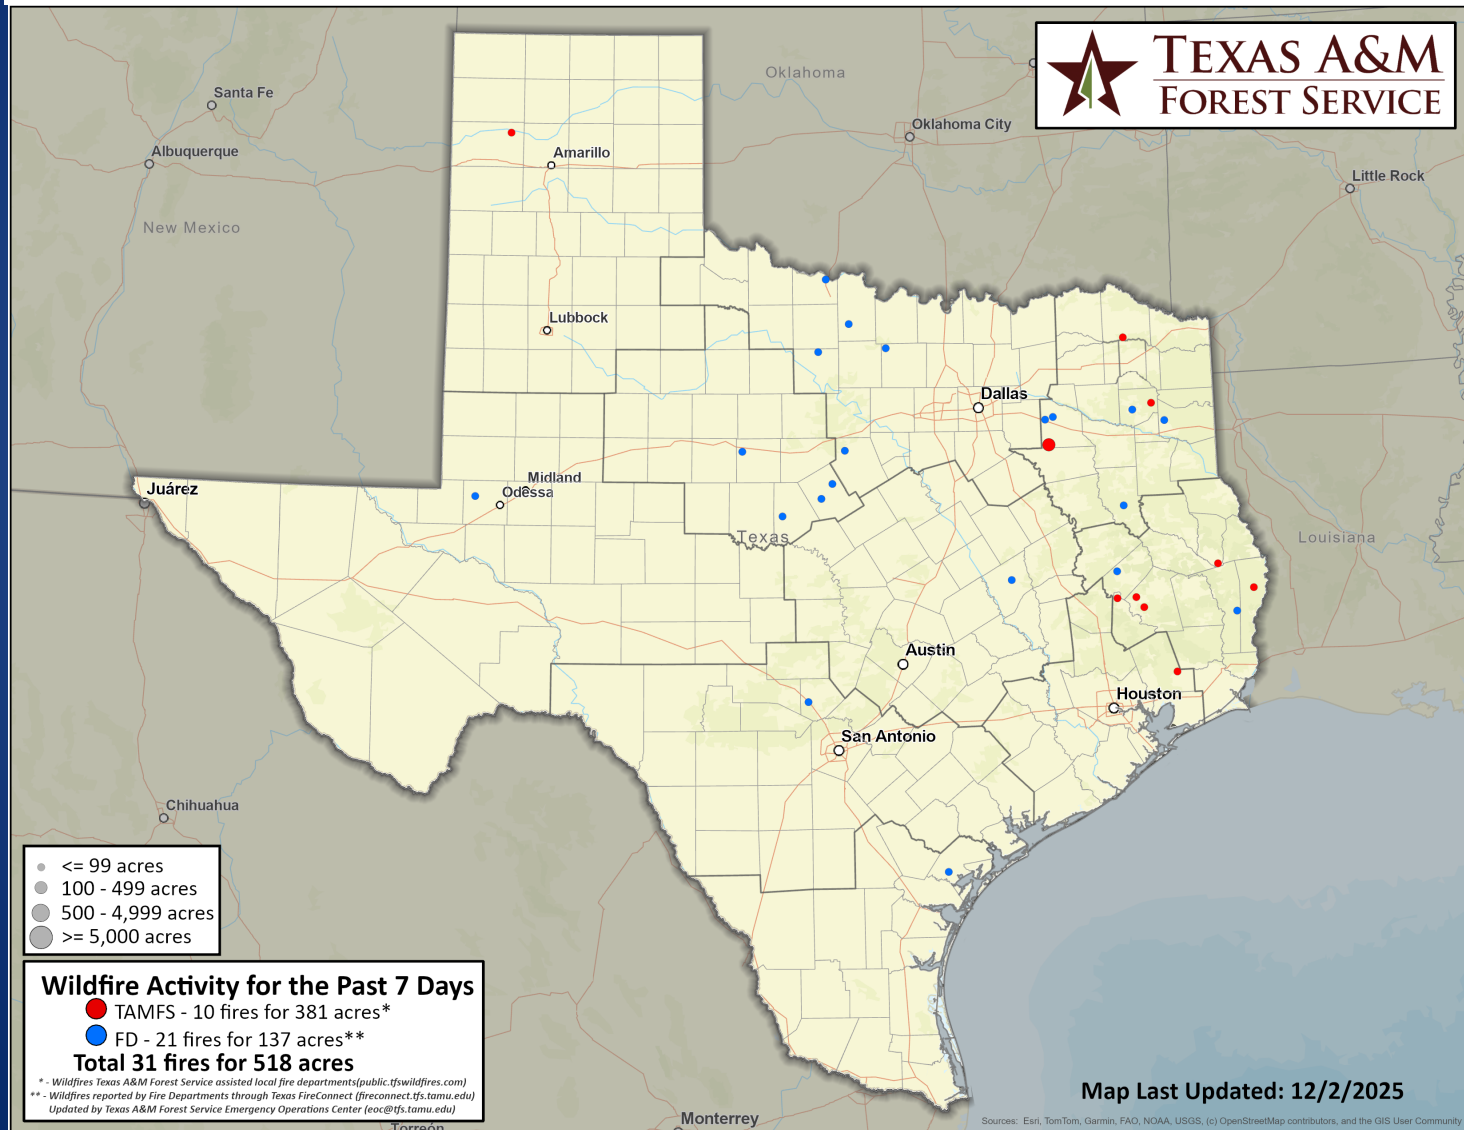 TEXAS A&M
FOREST SERVICE
Oklahoma
Santa Fe
Oklahoma City
Albuquerque
Amarillo
Little Rock
New Mexico
Lubbock
Dallas
Midland
Odessa
Juárez
Texas
Louisiana
Austin
Houston
San Antonio
Chihuahua
<= 99 acres
100 - 499 acres
500 - 4,999 acres
>= 5,000 acres
Wildfire Activity for the Past 7 Days
TAMFS - 10 fires for 381 acres*
FD - 21 fires for 137 acres**
Total 31 fires for 518 acres
* - Wildfires Texas A&M Forest Service assisted local fire departments(public.tfswildfires.com)
** - Wildfires reported by Fire Departments through Texas FireConnect (fireconnect.tfs.tamu.edu)
Updated by Texas A&M Forest Service Emergency Operations Center (eoc@tfs.tamu.edu)
Map Last Updated: 12/2/2025
Monterrey
Sources: Esri, TomTom, Garmin, FAO, NOAA, USGS, (c) OpenStreetMap contributors, and the GIS User Community
Torreón